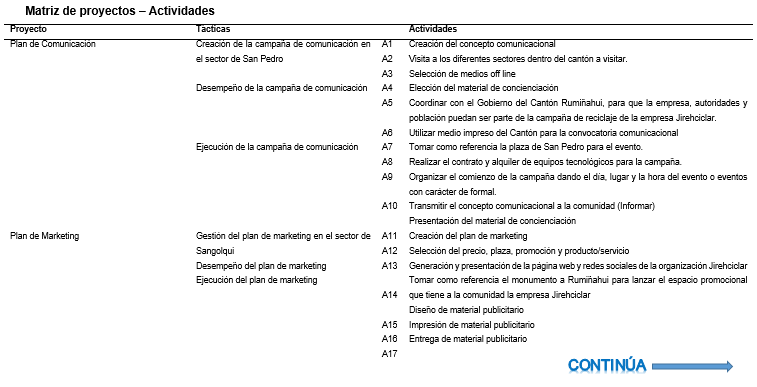 Matriz de proyectos – Actividades
Proyecto Tacticas Actividades
Plan de Comunicación Creación de la campaña de comunicación en A1 Creación del concepto comunicacional
el sector de San Pedro A2 Visita a los diferentes sectores dentro del cantón a visitar.
A3 Selección de medios off line
Desempeño de la campaña de comunicación A4 Elección del material de concienciación
A5 Coordinar con el Gobierno del Cantón Rumiñahui, para que la empresa, autoridades y
población puedan ser parte de la campaña de reciclaje de la empresa Jirehciclar.
A6 Utilizar medio impreso del Cantón para la convocatoria comunicacional
Ejecución de la campaña de comunicación A7 Tomar como referencia la plaza de San Pedro para el evento.
A8 Realizar el contrato y alquiler de equipos tecnológicos para la campaña.
A9 Organizar el comienzo de la campaña dando el día, lugar y la hora del evento o eventos
con carácter de formal.
A10 Transmitir el concepto comunicacional a la comunidad (Informar)
Presentación del material de concienciación
Plan de Marketing Gestión del plan de marketing en el sector de A11 Creación del plan de marketing
Sangolqui A12 Selección del precio, plaza, promoción y producto/servicio
Desempeño del plan de marketing A13 Generación y presentación de la página web y redes sociales de la organización Jirehciclar
Ejecución del plan de marketing Tomar como referencia el monumento a Rumiñahui para lanzar el espacio promocional
A14 que tiene a la comunidad la empresa Jirehciclar
Diseño de material publicitario
A15 Impresión de material publicitario
A16 Entrega de material publicitario
A17
CONTINÚA